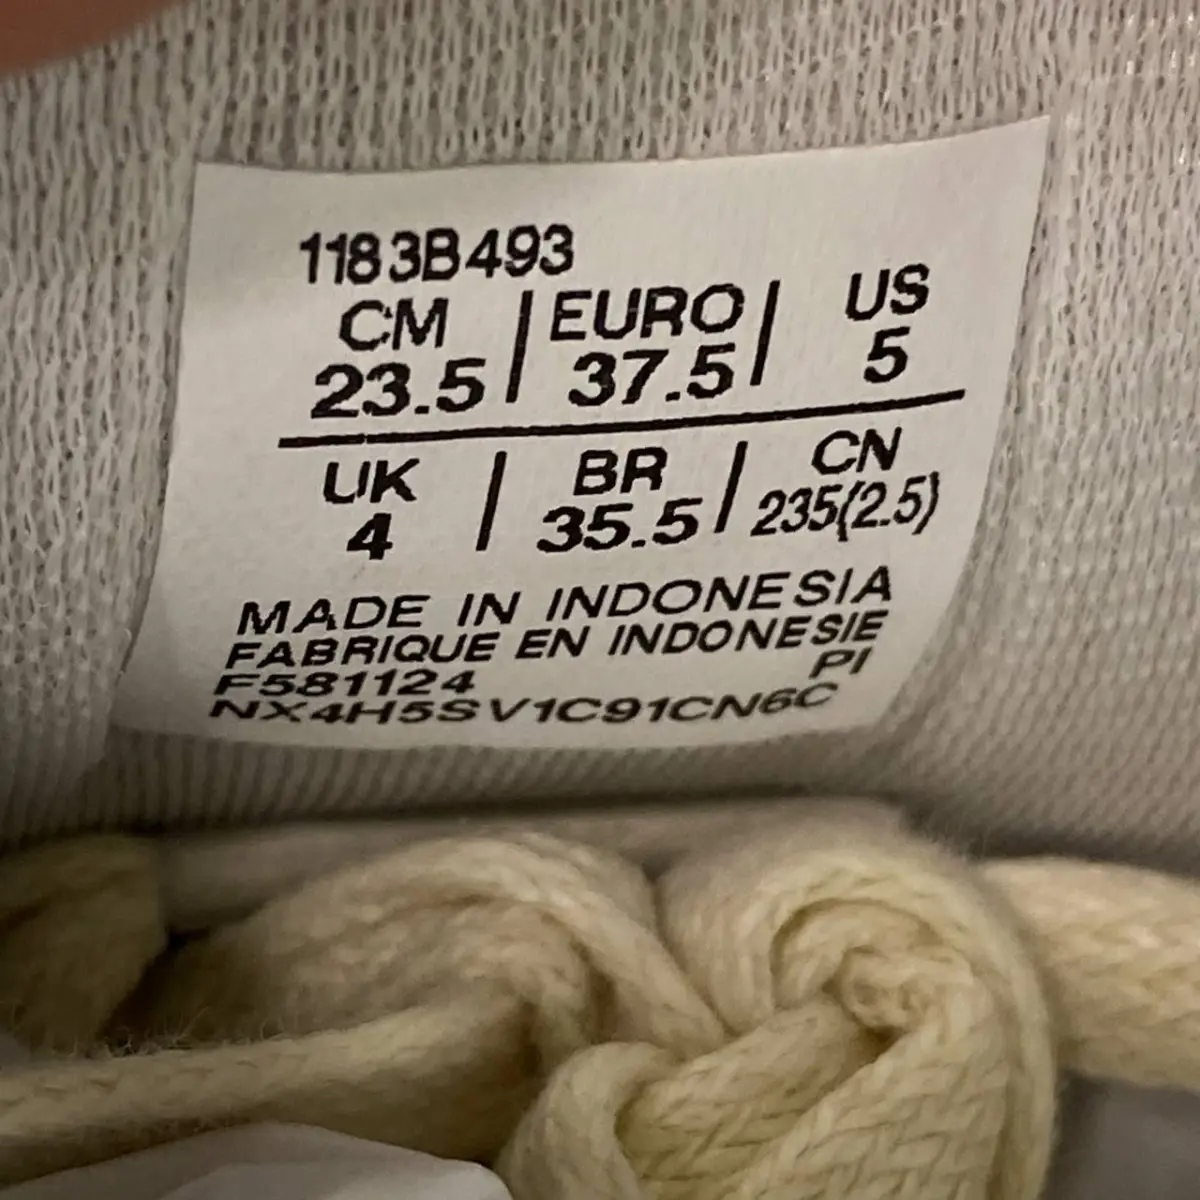 1183B493
CM | EURO | US
23.5 | 37.5 | 5
UK | BR | CN
4 | 35.5 | 235(2.5)
MADE IN INDONESIA
FABRIQUE EN INDONESIE
F581124 PI
NX4H5SV1C91CN6C